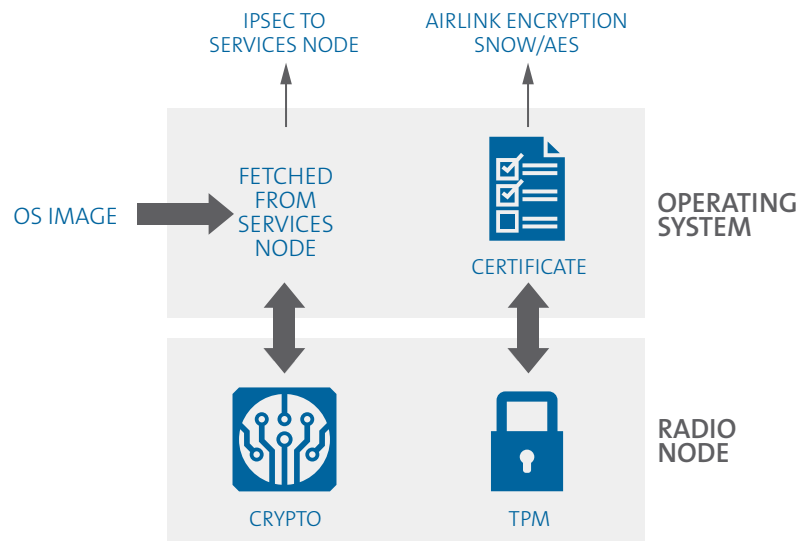 IPSEC TO
SERVICES NODE
AIRLINK ENCRYPTION
SNOW/AES
OS IMAGE
FETCHED
FROM
SERVICES
NODE
CERTIFICATE
OPERATING
SYSTEM
CRYPTO
TPM
RADIO
NODE